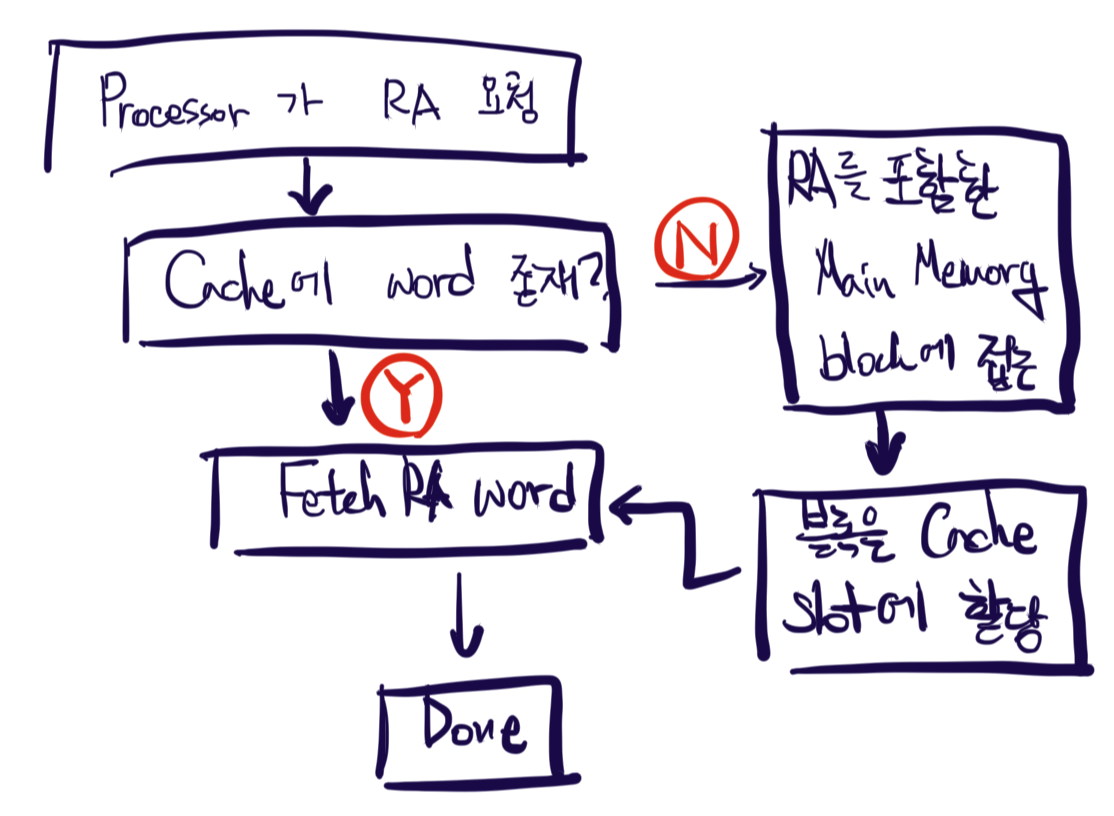 Processor 가 RA 요청
Cache에 word 존재?
N
RA를 포함한
Main Memory
block에 접근
Y
Fetch RA word
블록을 Cache
slot에 할당
Done